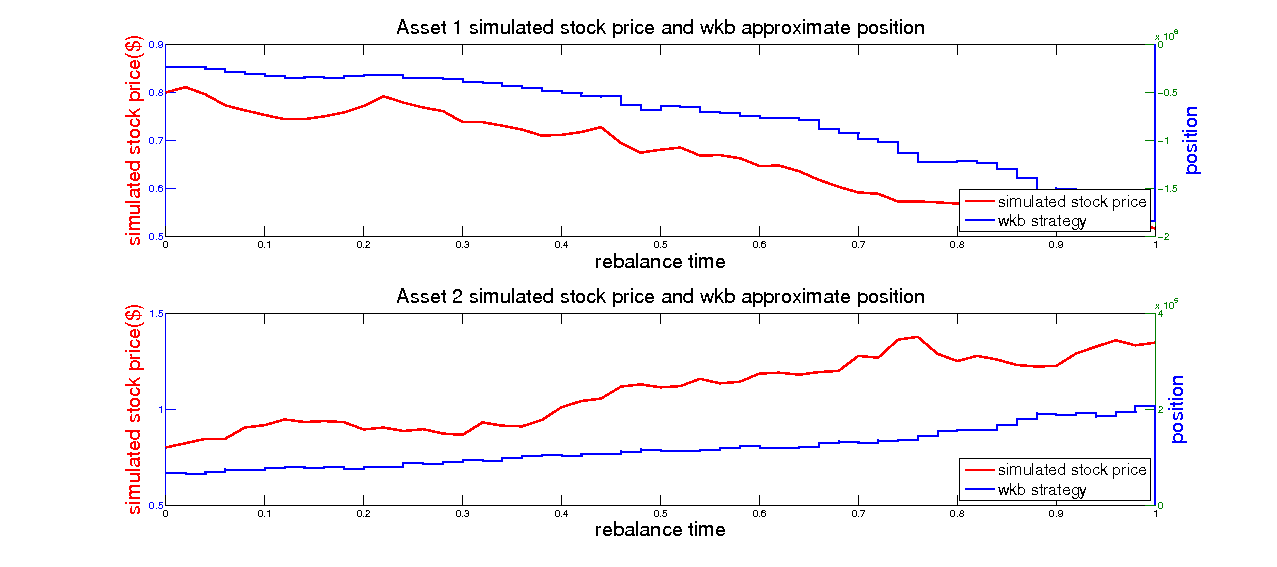 Asset 1 simulated stock price and wkb approximate position
simulated stock price($)
0.9
0.8
0.7
0.6
0.5
x 10^6
0
−0.5
−1
−1.5
−2
position
simulated stock price
wkb strategy
0 0.1 0.2 0.3 0.4 0.5 0.6 0.7 0.8 0.9 1
rebalance time
Asset 2 simulated stock price and wkb approximate position
simulated stock price($)
1.5
1
0.5
4
2
0
position
simulated stock price
wkb strategy
0 0.1 0.2 0.3 0.4 0.5 0.6 0.7 0.8 0.9 1
rebalance time